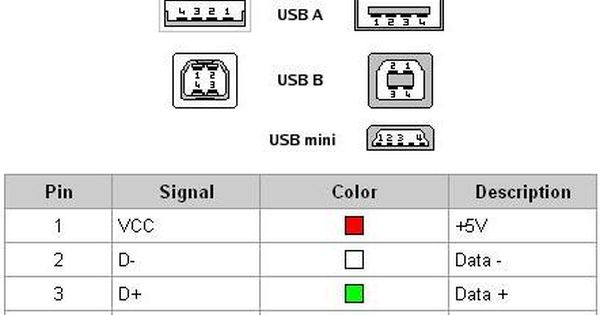 4 3 2 1 USB A 1 2 3 4
1 2 4 3 USB B 2 1 3 4
USB mini 1 2 3 4
Pin Signal Color Description
1 VCC +5V
2 D- Data -
3 D+ Data +